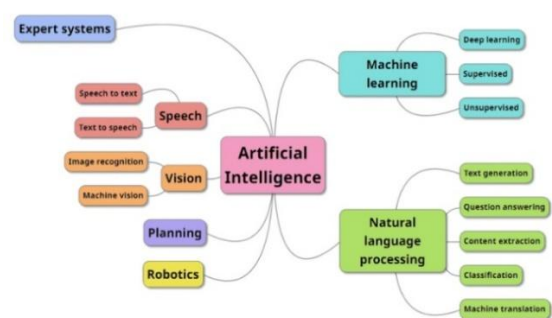 Expert systems
Speech to text
Text to speech
Speech
Image recognition
Machine vision
Vision
Planning
Robotics
Artificial
Intelligence
Machine
learning
Deep learning
Supervised
Unsupervised
Natural
language
processing
Text generation
Question answering
Content extraction
Classification
Machine translation